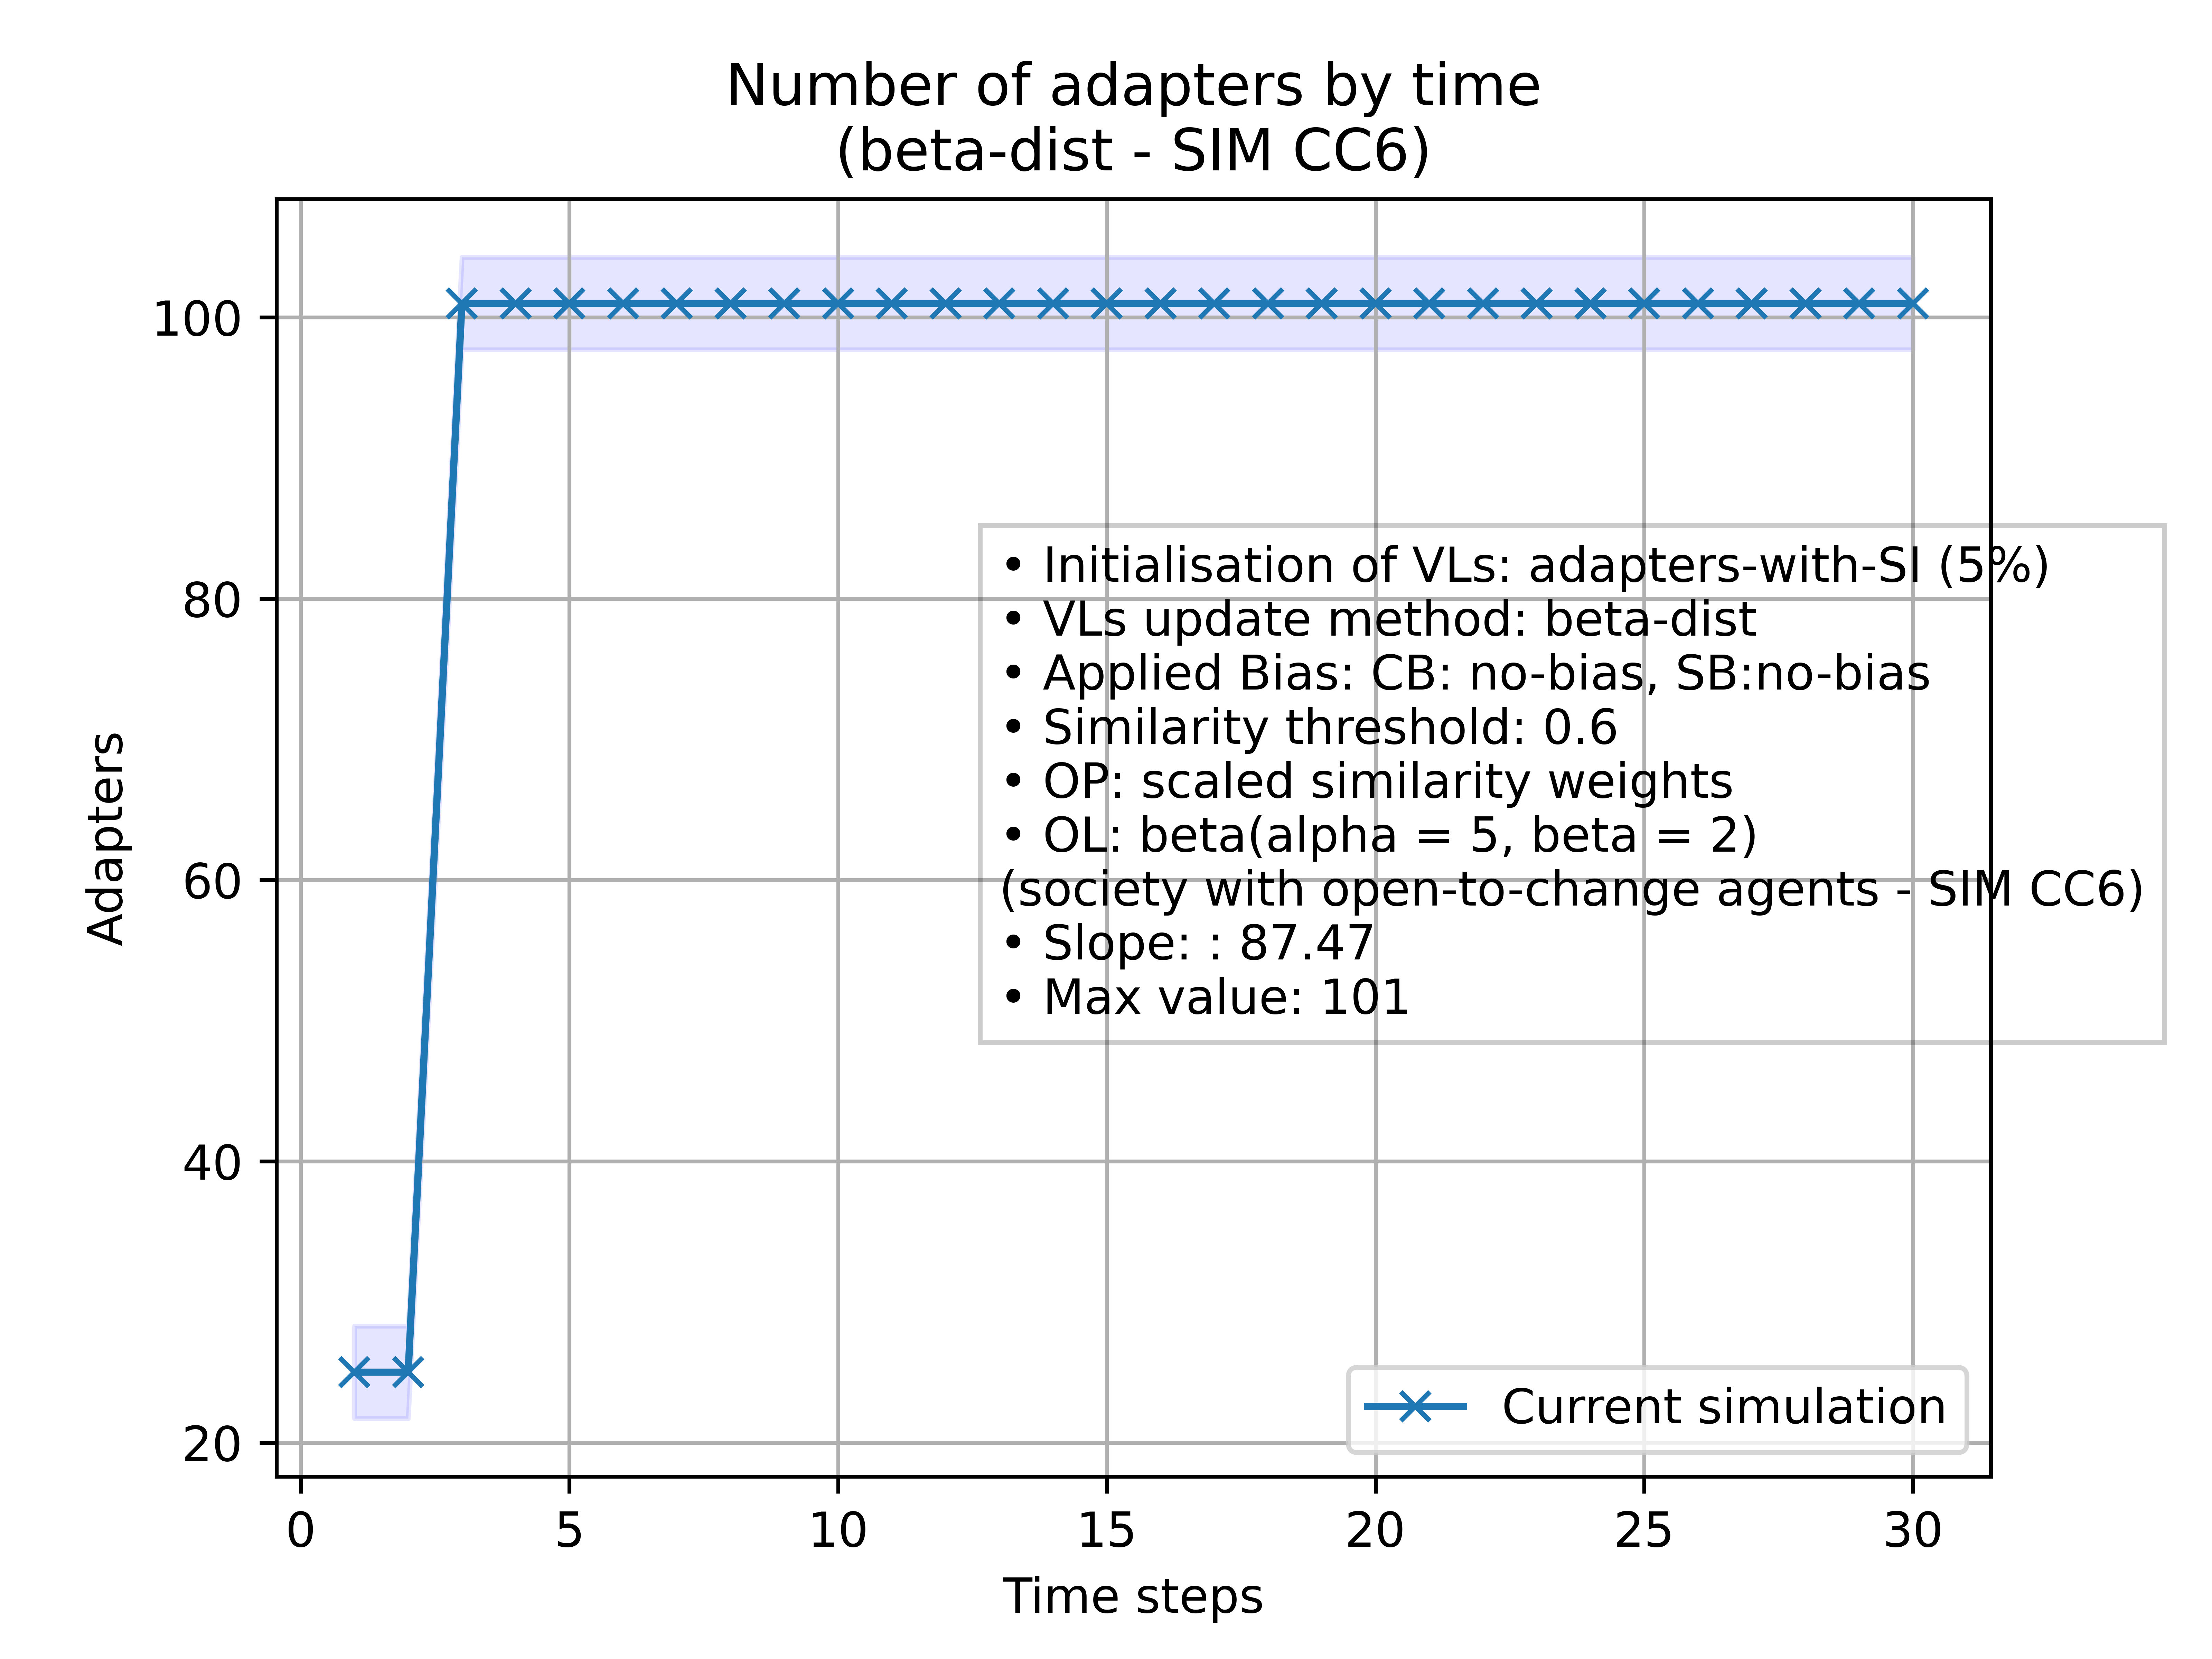 Number of adapters by time
(beta-dist - SIM CC6)
100
80
60
40
20
Adapters
• Initialisation of VLs: adapters-with-SI (5%)
• VLs update method: beta-dist
• Applied Bias: CB: no-bias, SB:no-bias
• Similarity threshold: 0.6
• OP: scaled similarity weights
• OL: beta(alpha = 5, beta = 2)
(society with open-to-change agents - SIM CC6)
• Slope: : 87.47
• Max value: 101
Current simulation
0 5 10 15 20 25 30
Time steps